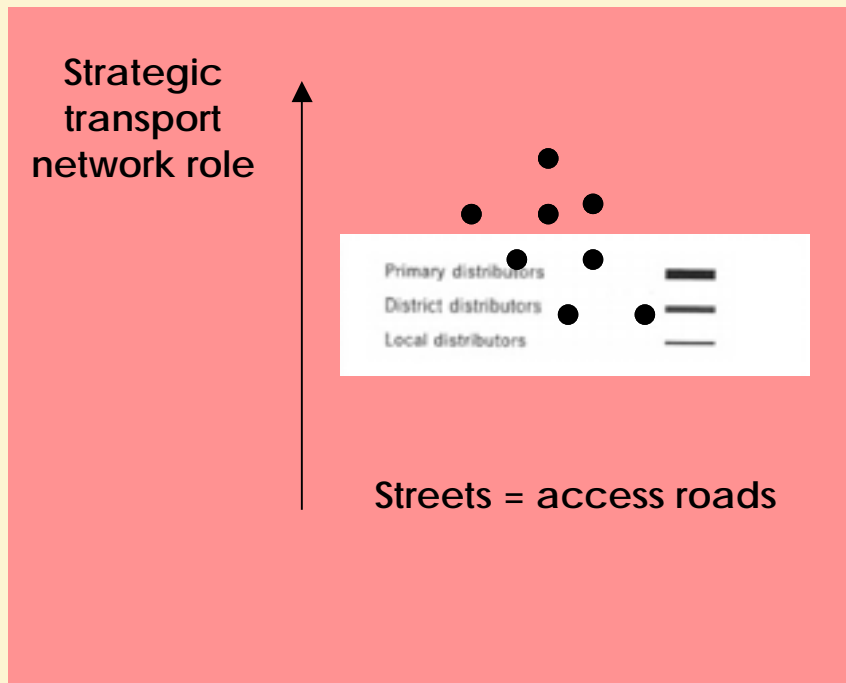 Strategic
transport
network role
Primary distributors
District distributors
Local distributors
Streets = access roads